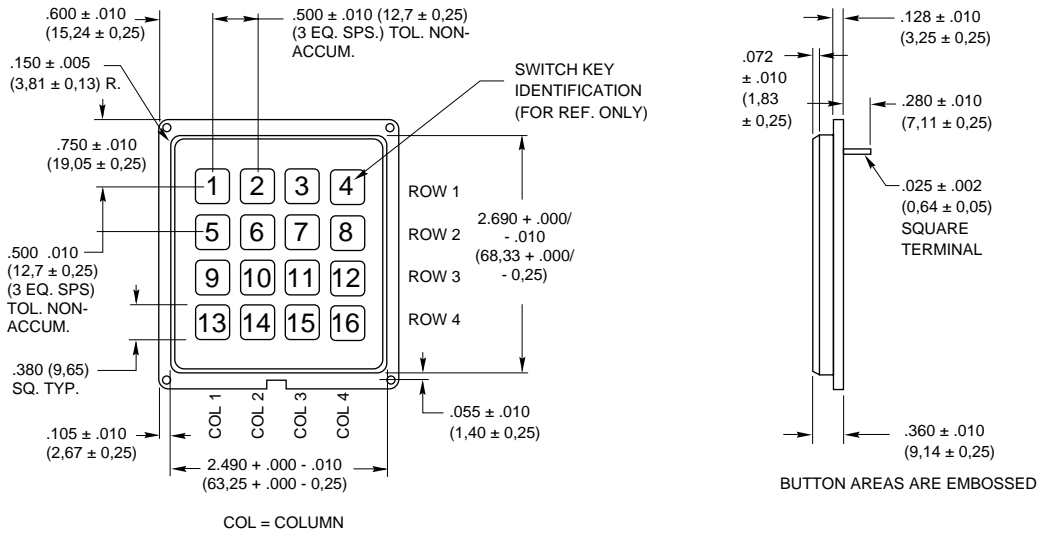 .600 ± .010
(15,24 ± 0,25)
.500 ± .010 (12,7 ± 0,25)
(3 EQ. SPS.) TOL. NON-
ACCUM.
.150 ± .005
(3,81 ± 0,13) R.
SWITCH KEY
IDENTIFICATION
(FOR REF. ONLY)
.750 ± .010
(19,05 ± 0,25)
1 2 3 4
ROW 1
5 6 7 8
ROW 2
9 10 11 12
ROW 3
13 14 15 16
ROW 4
2.690 + .000/
- .010
(68,33 + .000/
- 0,25)
.500 .010
(12,7 ± 0,25)
(3 EQ. SPS)
TOL. NON-
ACCUM.
.380 (9,65)
SQ. TYP.
COL 1
COL 2
COL 3
COL 4
.105 ± .010
(2,67 ± 0,25)
.055 ± .010
(1,40 ± 0,25)
2.490 + .000 - .010
(63,25 + .000 - 0,25)
COL = COLUMN
.128 ± .010
(3,25 ± 0,25)
.072
± .010
(1,83
± 0,25)
.280 ± .010
(7,11 ± 0,25)
.025 ± .002
(0,64 ± 0,05)
SQUARE
TERMINAL
.360 ± .010
(9,14 ± 0,25)
BUTTON AREAS ARE EMBOSSED